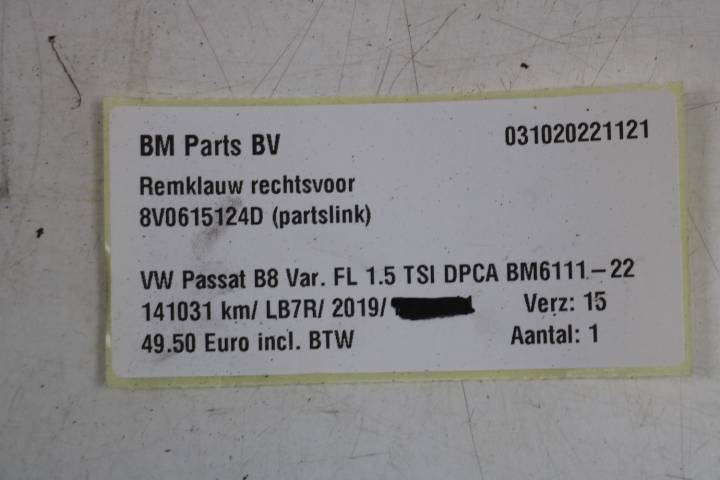 BM Parts BV 031020221121
Remklauw rechtsvoor
8V0615124D (partslink)
VW Passat B8 Var. FL 1.5 TSI DPCA BM6111-22
141031 km/ LB7R/ 2019/ Verz: 15
49.50 Euro incl. BTW Aantal: 1